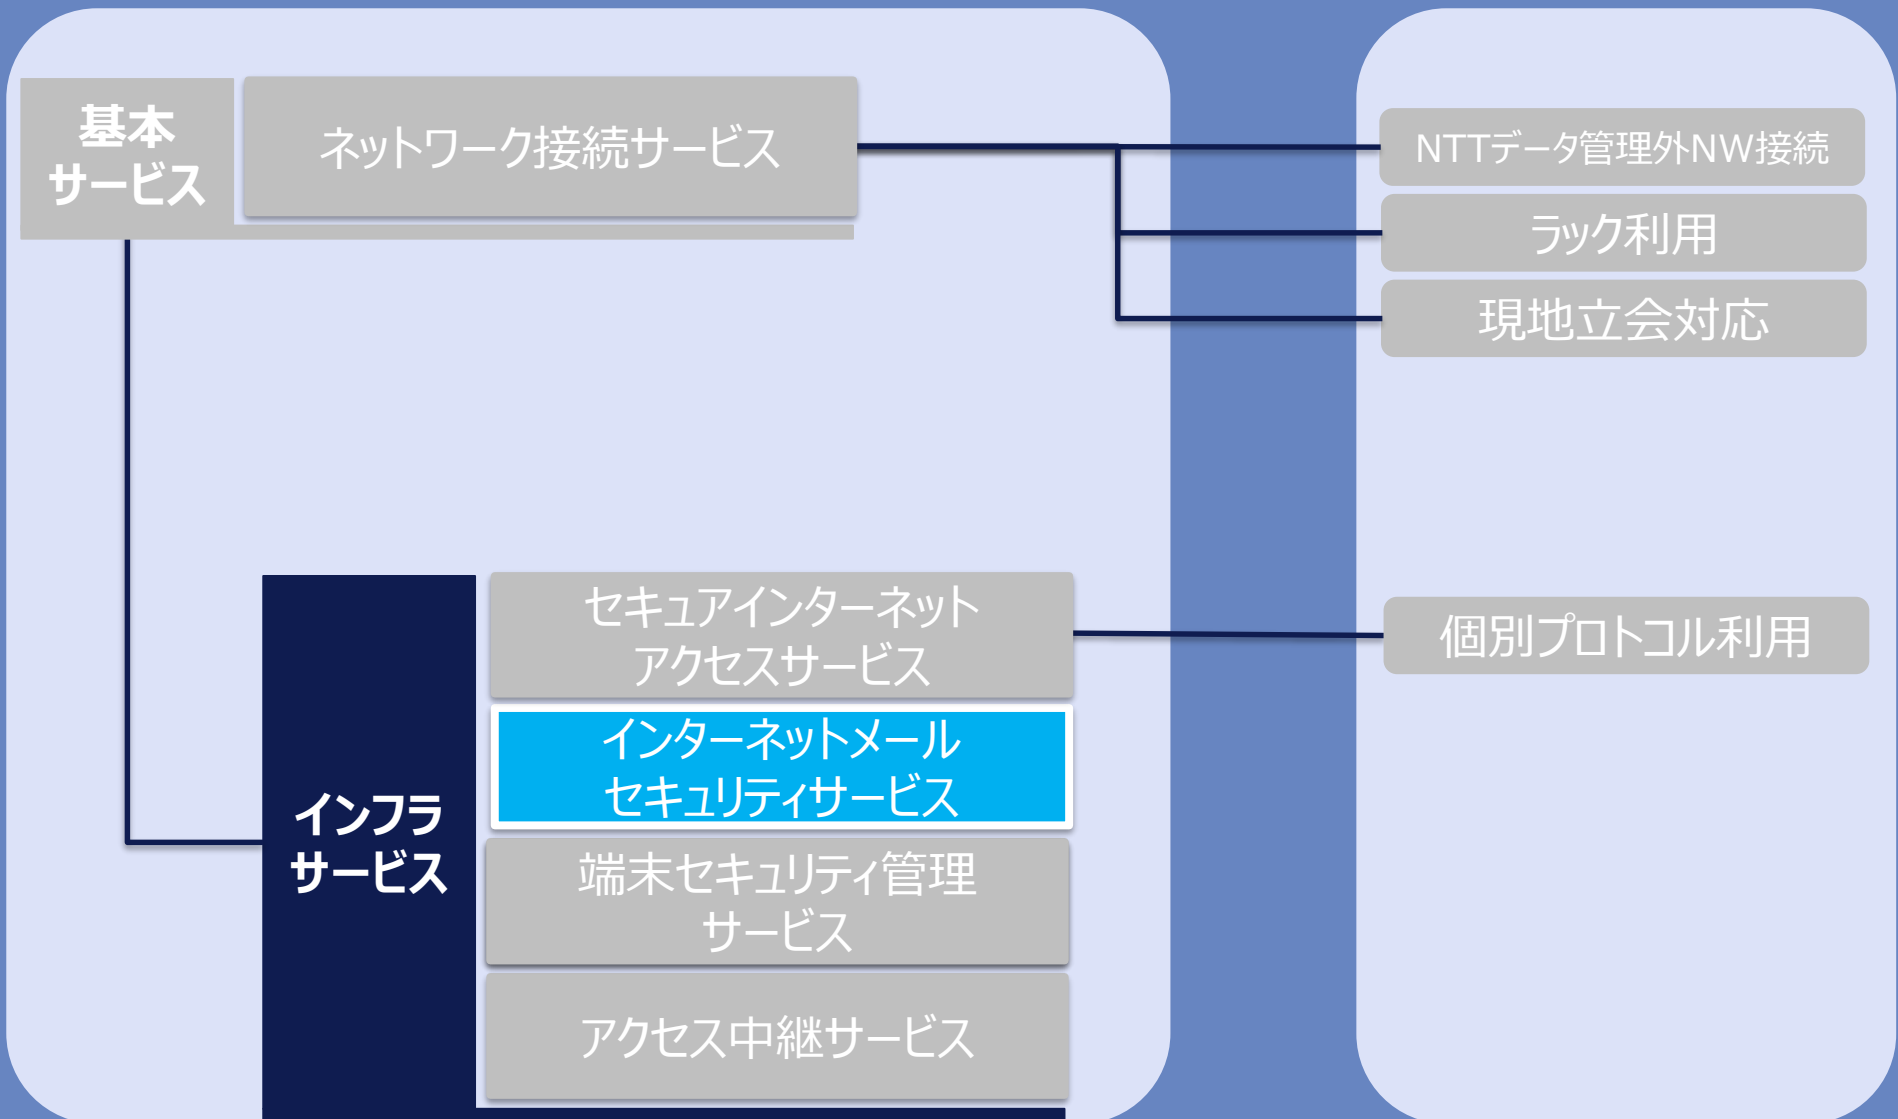 基本
サービス
ネットワーク接続サービス
NTTデータ管理外NW接続
ラック利用
現地立会対応
インフラ
サービス
セキュアインターネット
アクセスサービス
個別プロトコル利用
インターネットメール
セキュリティサービス
端末セキュリティ管理
サービス
アクセス中継サービス